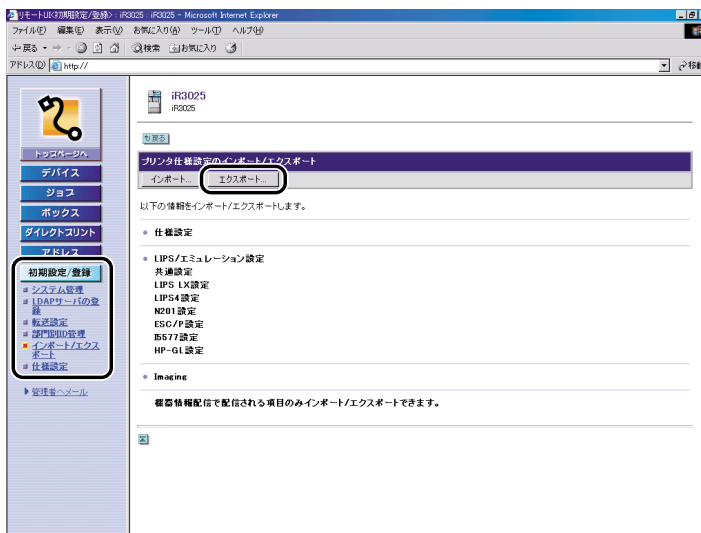 リモートUI<初期設定/登録> : iR3025 : iR3025 - Microsoft Internet Explorer
ファイル(F) 編集(E) 表示(V) お気に入り(A) ツール(T) ヘルプ(H)
戻る 検索 お気に入り
アドレス(D) http:// 移動
iR3025
iR3025
戻る
トップページへ
デバイス
ジョブ
ボックス
ダイレクトプリント
アドレス
初期設定/登録
システム管理
LDAPサーバの登
録
転送設定
部門別ID管理
インポート/エクス
ポート
仕様設定
管理者へメール
プリンタ仕様設定のインポート/エクスポート
インポート... エクスポート...
以下の情報をインポート/エクスポートします。
仕様設定
LIPS/エミュレーション設定
共通設定
LIPS LX設定
LIPS4設定
N201設定
ESC/P設定
I5577設定
HP-GL設定
Imaging
機器情報配信で配信される項目のみインポート/エクスポートできます。